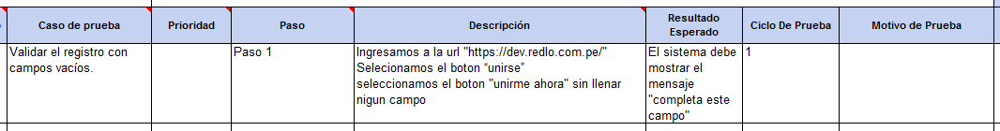 Caso de prueba
Prioridad
Paso
Descripción
Resultado
Esperado
Ciclo De Prueba
Motivo de Prueba
Validar el registro con
campos vacíos.
Paso 1
Ingresamos a la url "https://dev.redlo.com.pe/"
Selecionamos el boton “unirse”
seleccionamos el boton "unirme ahora" sin llenar
nigun campo
El sistema debe
mostrar el
mensaje
"completa este
campo"
1